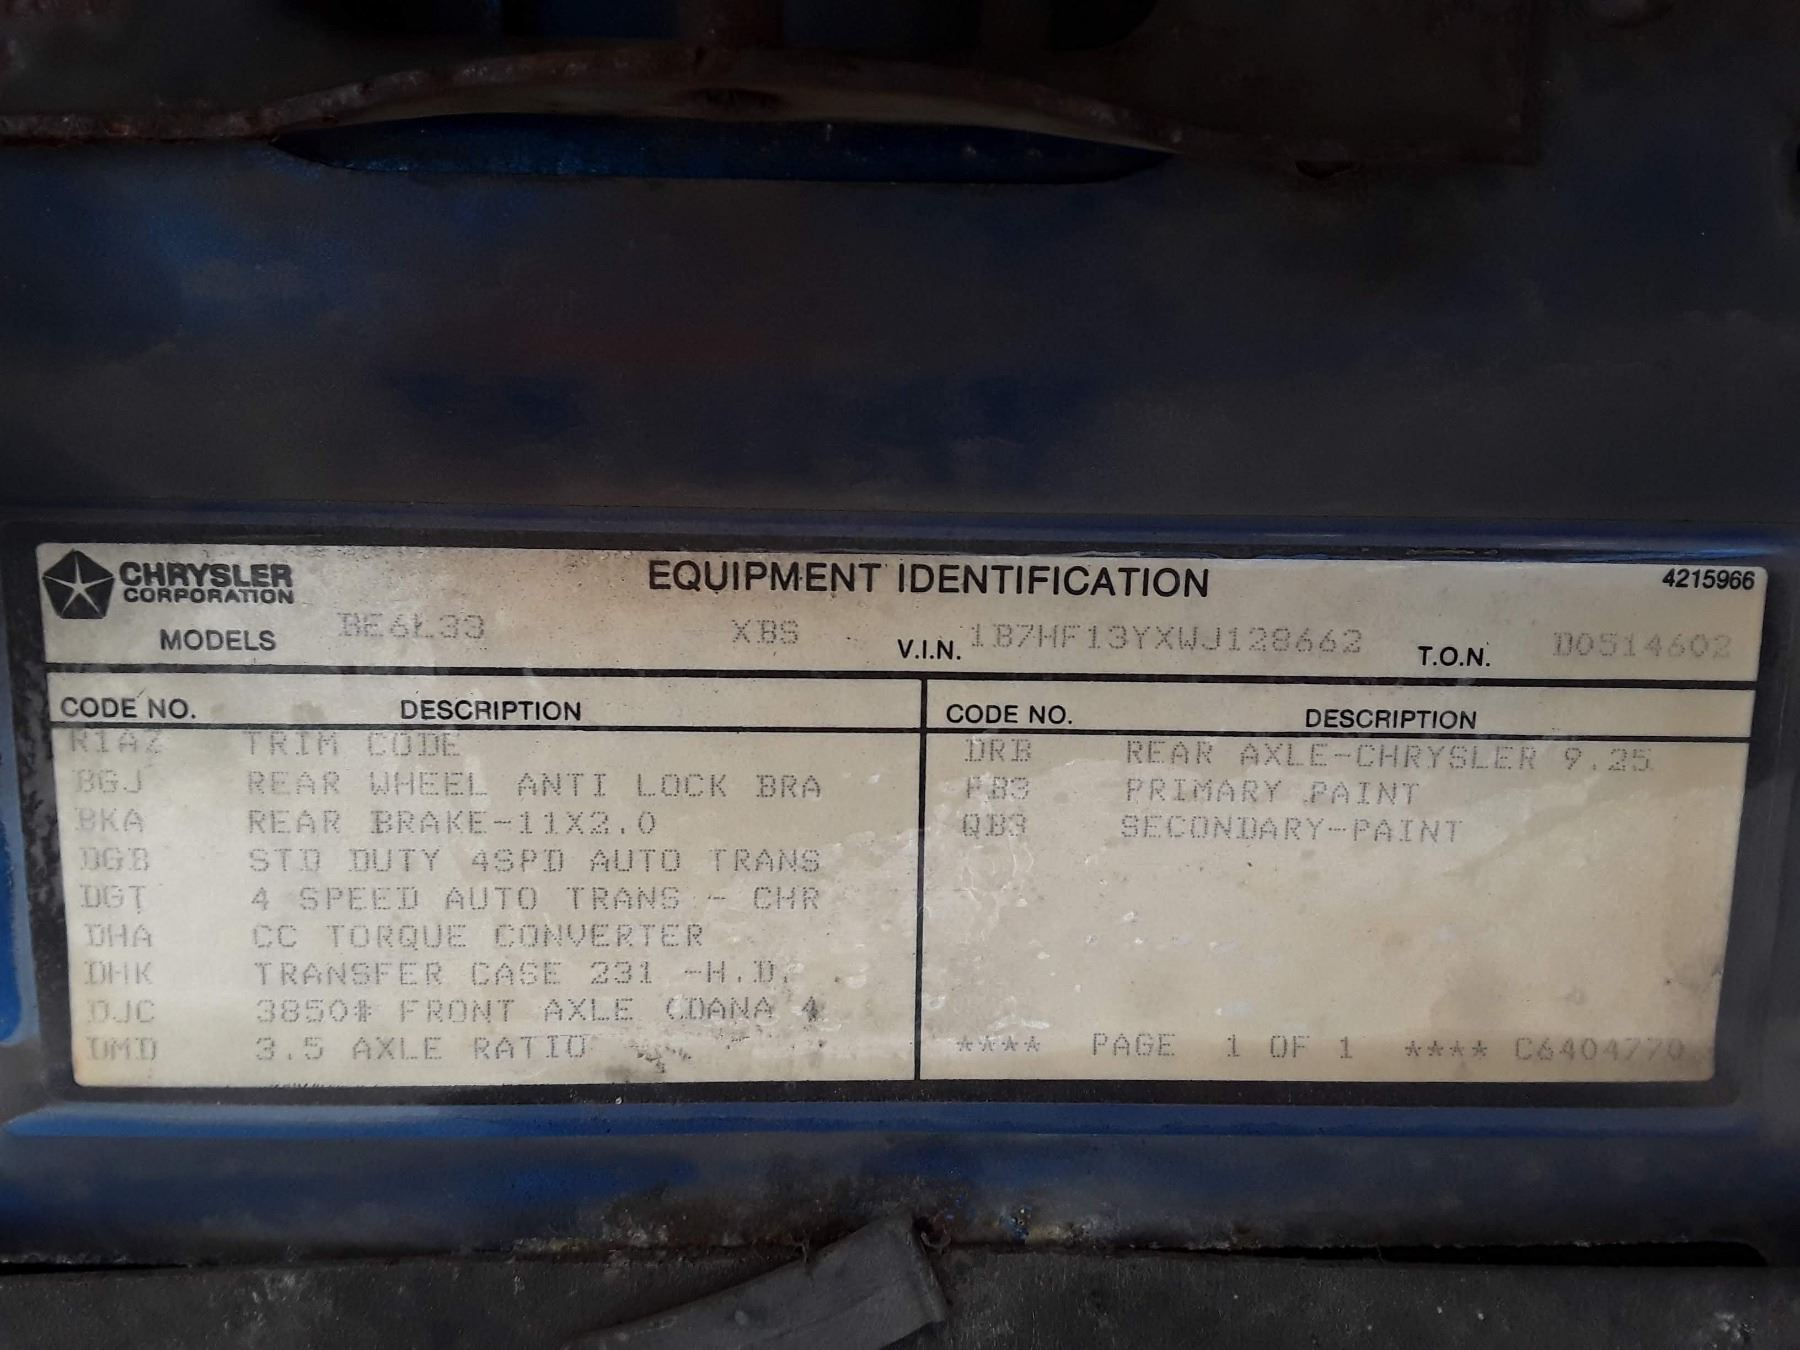 CHRYSLER CORPORATION EQUIPMENT IDENTIFICATION 4215966
MODELS BE6L33 XBS V.I.N. 1B7HF13YXWJ128662 T.O.N. D0514602
CODE NO. DESCRIPTION
R1AZ TRIM CODE
BGJ REAR WHEEL ANTI LOCK BRA
BKA REAR BRAKE-11X2.0
DGB STD DUTY 4SPD AUTO TRANS
DGT 4 SPEED AUTO TRANS - CHR
DHA CC TORQUE CONVERTER
DHK TRANSFER CASE 231 -H.D.
DJC 3850# FRONT AXLE (DANA 4
DMD 3.5 AXLE RATIO
CODE NO. DESCRIPTION
DRB REAR AXLE-CHRYSLER 9.25
PB3 PRIMARY PAINT
QB3 SECONDARY-PAINT
**** PAGE 1 OF 1 **** C6404770